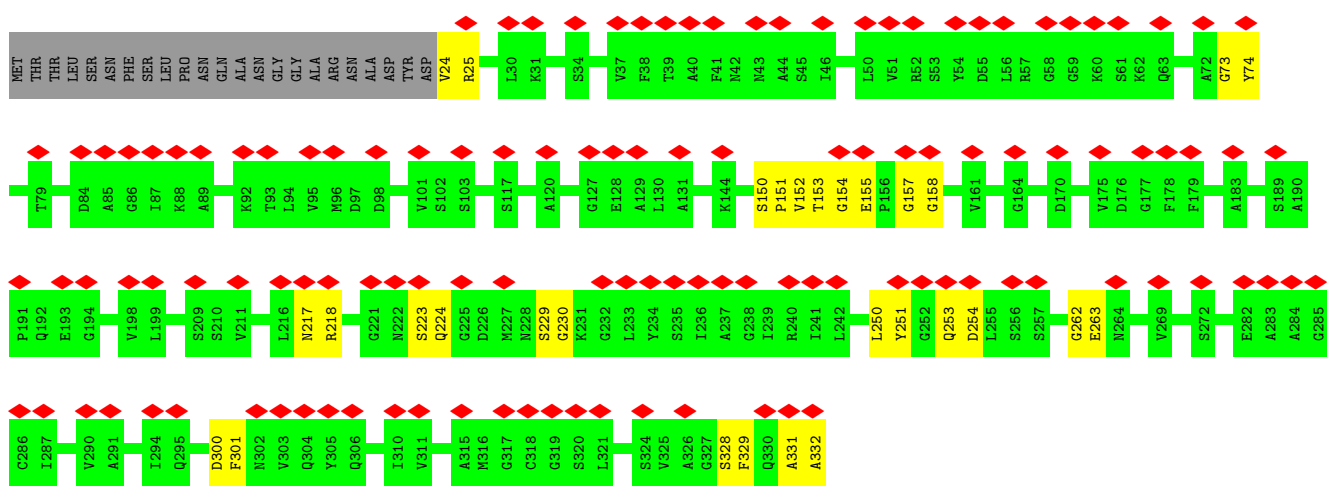 MET THR THR LEU SER ASN PHE SER LEU PRO ASN GLN ALA ASN GLY GLY ALA ARG ASN ALA ASP TYR ASP V24 R25 L30 K31 S34 V37 F38 T39 A40 F41 N42 N43 A44 S45 I46 L50 V51 R52 S53 Y54 D55 L56 R57 G58 G59 K60 S61 K62 Q63 A72 G73 Y74
T79 D84 A85 G86 I87 K88 A89 K92 T93 L94 V95 M96 D97 D98 V101 S102 S103 S117 A120 G127 E128 A129 L130 A131 K144 S150 P151 V152 T153 G154 E155 P156 G157 G158 V161 G164 D170 V175 D176 G177 F178 F179 A183 S189 A190
P191 Q192 E193 G194 V198 L199 S209 S210 V211 L216 N217 R218 G221 N222 S223 Q224 G225 D226 M227 N228 S229 G230 K231 G232 L233 Y234 S235 I236 A237 G238 I239 R240 I241 L242 L250 Y251 G252 Q253 D254 L255 S256 S257 G262 E263 N264 V269 S272 E282 A283 A284 G285
C286 I287 V290 A291 I294 Q295 D300 F301 N302 V303 Q304 Y305 Q306 I310 V311 A315 M316 G317 C318 G319 S320 L321 S324 V325 A326 G327 S328 F329 Q330 A331 A332